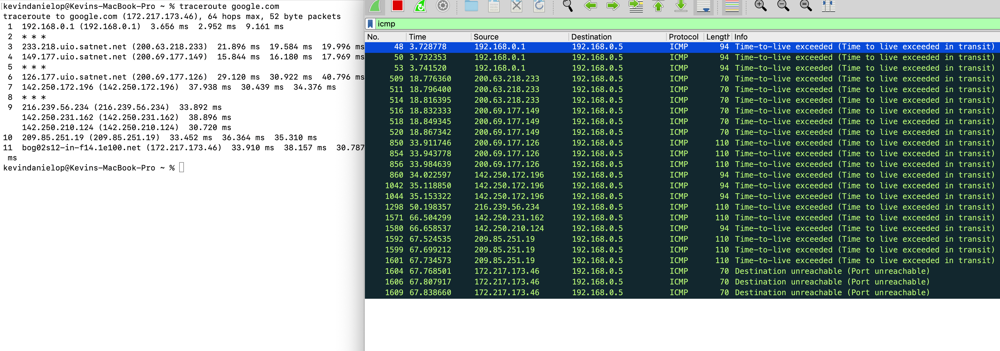 kevindanielop@Kevins-MacBook-Pro ~ % traceroute google.com
traceroute to google.com (172.217.173.46), 64 hops max, 52 byte packets
1  192.168.0.1 (192.168.0.1)  3.656 ms  2.952 ms  9.161 ms
2  * * *
3  233.218.uio.satnet.net (200.63.218.233)  21.896 ms  19.584 ms  19.996 ms
4  149.177.uio.satnet.net (200.69.177.149)  15.844 ms  16.180 ms  17.969 ms
5  * * *
6  126.177.uio.satnet.net (200.69.177.126)  29.120 ms  30.922 ms  40.796 ms
7  142.250.172.196 (142.250.172.196)  37.938 ms  30.439 ms  34.376 ms
8  * * *
9  216.239.56.234 (216.239.56.234)  33.892 ms
142.250.231.162 (142.250.231.162)  38.896 ms
142.250.210.124 (142.250.210.124)  30.720 ms
10  209.85.251.19 (209.85.251.19)  33.452 ms  36.364 ms  35.310 ms
11  bog02s12-in-f14.1e100.net (172.217.173.46)  33.910 ms  38.157 ms  30.787
ms
kevindanielop@Kevins-MacBook-Pro ~ %
icmp
No. Time Source Destination Protocol Length Info
48 3.728778 192.168.0.1 192.168.0.5 ICMP 94 Time-to-live exceeded (Time to live exceeded in transit)
50 3.732353 192.168.0.1 192.168.0.5 ICMP 94 Time-to-live exceeded (Time to live exceeded in transit)
53 3.741520 192.168.0.1 192.168.0.5 ICMP 94 Time-to-live exceeded (Time to live exceeded in transit)
509 18.776360 200.63.218.233 192.168.0.5 ICMP 70 Time-to-live exceeded (Time to live exceeded in transit)
511 18.796400 200.63.218.233 192.168.0.5 ICMP 70 Time-to-live exceeded (Time to live exceeded in transit)
514 18.816395 200.63.218.233 192.168.0.5 ICMP 70 Time-to-live exceeded (Time to live exceeded in transit)
516 18.832333 200.69.177.149 192.168.0.5 ICMP 70 Time-to-live exceeded (Time to live exceeded in transit)
518 18.849345 200.69.177.149 192.168.0.5 ICMP 70 Time-to-live exceeded (Time to live exceeded in transit)
520 18.867342 200.69.177.149 192.168.0.5 ICMP 70 Time-to-live exceeded (Time to live exceeded in transit)
850 33.911746 200.69.177.126 192.168.0.5 ICMP 110 Time-to-live exceeded (Time to live exceeded in transit)
854 33.943778 200.69.177.126 192.168.0.5 ICMP 110 Time-to-live exceeded (Time to live exceeded in transit)
856 33.984639 200.69.177.126 192.168.0.5 ICMP 110 Time-to-live exceeded (Time to live exceeded in transit)
860 34.022597 142.250.172.196 192.168.0.5 ICMP 94 Time-to-live exceeded (Time to live exceeded in transit)
1042 35.118850 142.250.172.196 192.168.0.5 ICMP 94 Time-to-live exceeded (Time to live exceeded in transit)
1044 35.153322 142.250.172.196 192.168.0.5 ICMP 94 Time-to-live exceeded (Time to live exceeded in transit)
1298 50.198357 216.239.56.234 192.168.0.5 ICMP 110 Time-to-live exceeded (Time to live exceeded in transit)
1571 66.504299 142.250.231.162 192.168.0.5 ICMP 110 Time-to-live exceeded (Time to live exceeded in transit)
1580 66.658537 142.250.210.124 192.168.0.5 ICMP 94 Time-to-live exceeded (Time to live exceeded in transit)
1592 67.524535 209.85.251.19 192.168.0.5 ICMP 110 Time-to-live exceeded (Time to live exceeded in transit)
1599 67.699212 209.85.251.19 192.168.0.5 ICMP 110 Time-to-live exceeded (Time to live exceeded in transit)
1601 67.734573 209.85.251.19 192.168.0.5 ICMP 110 Time-to-live exceeded (Time to live exceeded in transit)
1604 67.768501 172.217.173.46 192.168.0.5 ICMP 70 Destination unreachable (Port unreachable)
1606 67.807917 172.217.173.46 192.168.0.5 ICMP 70 Destination unreachable (Port unreachable)
1609 67.838660 172.217.173.46 192.168.0.5 ICMP 70 Destination unreachable (Port unreachable)